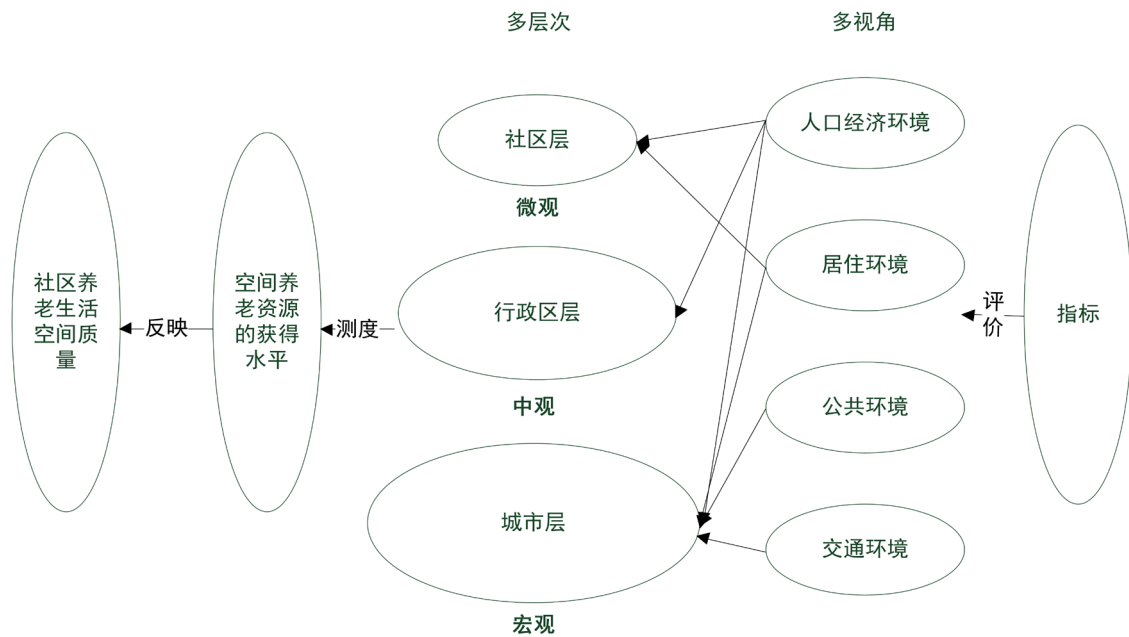 多层次
多视角
人口经济环境
社区层
微观
居住环境
社区养
老生活
空间质
量
反映
空间养
老资源
的获得
水平
测度
行政区层
评
价
指标
中观
公共环境
城市层
交通环境
宏观